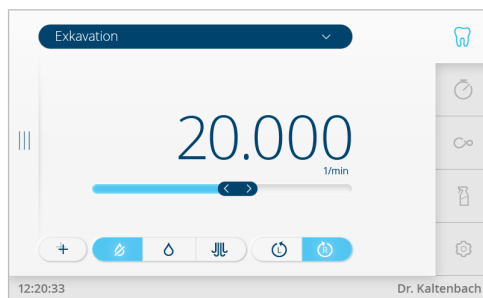 Exkavation
20.000
1/min
L
R
12:20:33
Dr. Kaltenbach